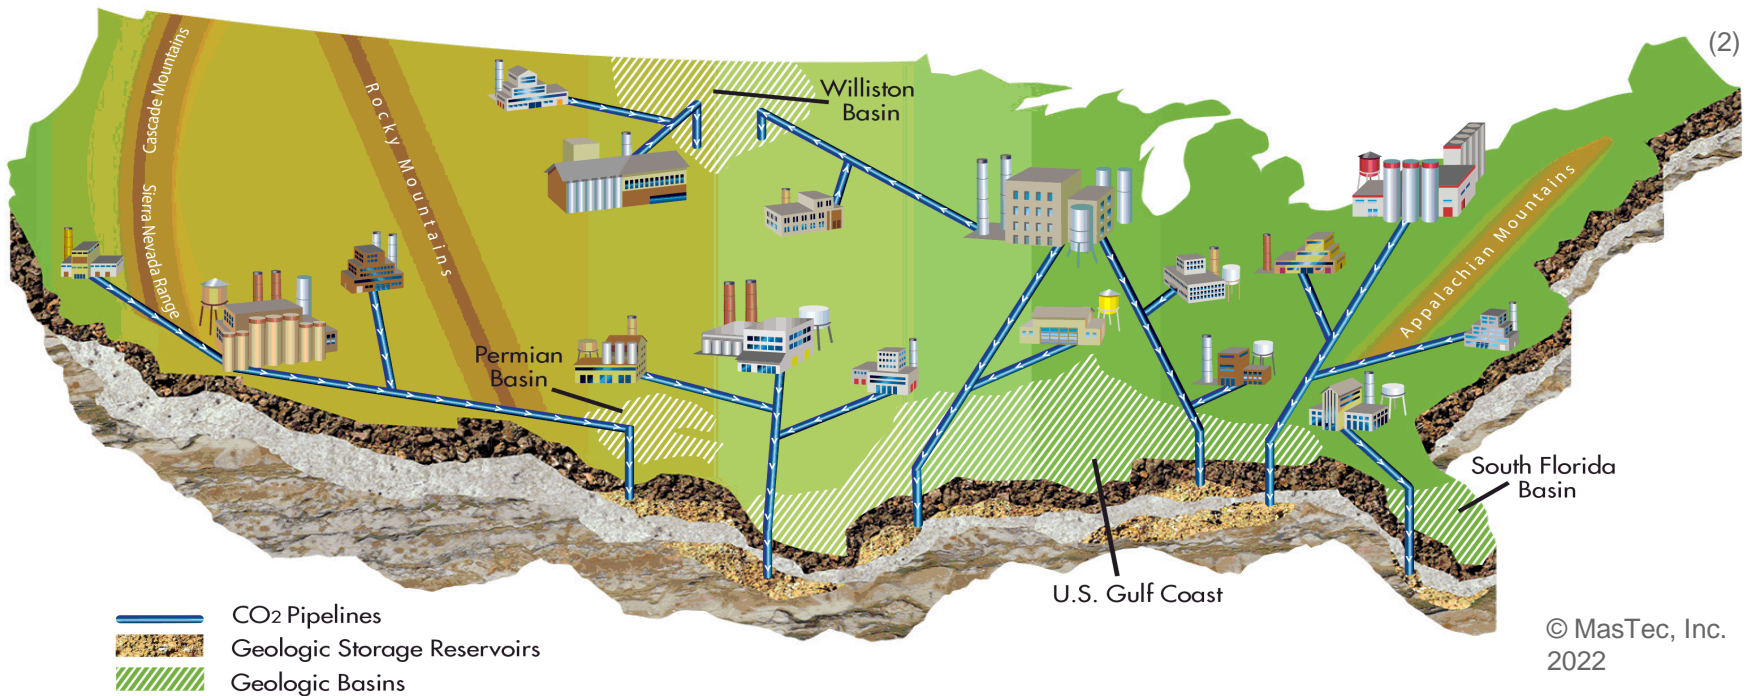 (2)
Cascade Mountains
Sierra Nevada Range
Rocky Mountains
Williston
Basin
Appalachian Mountains
Permian
Basin
South Florida
Basin
U.S. Gulf Coast
CO2 Pipelines
Geologic Storage Reservoirs
Geologic Basins
© MasTec, Inc.
2022